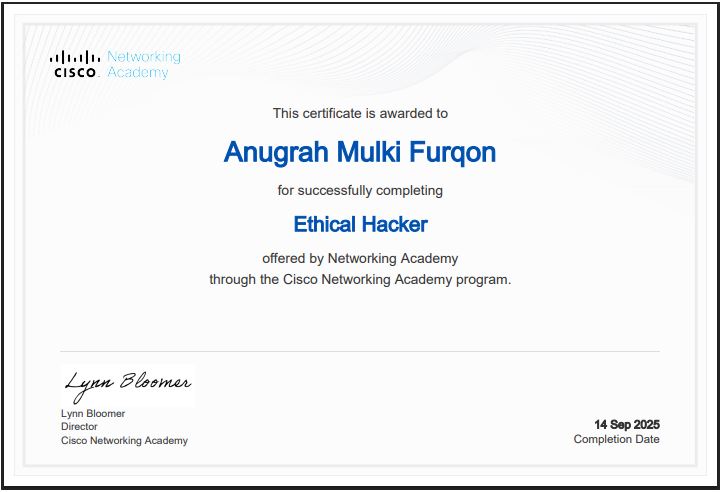 Networking
CISCO Academy
This certificate is awarded to
Anugrah Mulki Furqon
for successfully completing
Ethical Hacker
offered by Networking Academy
through the Cisco Networking Academy program.
Lynn Bloomer
Lynn Bloomer
Director
Cisco Networking Academy
14 Sep 2025
Completion Date